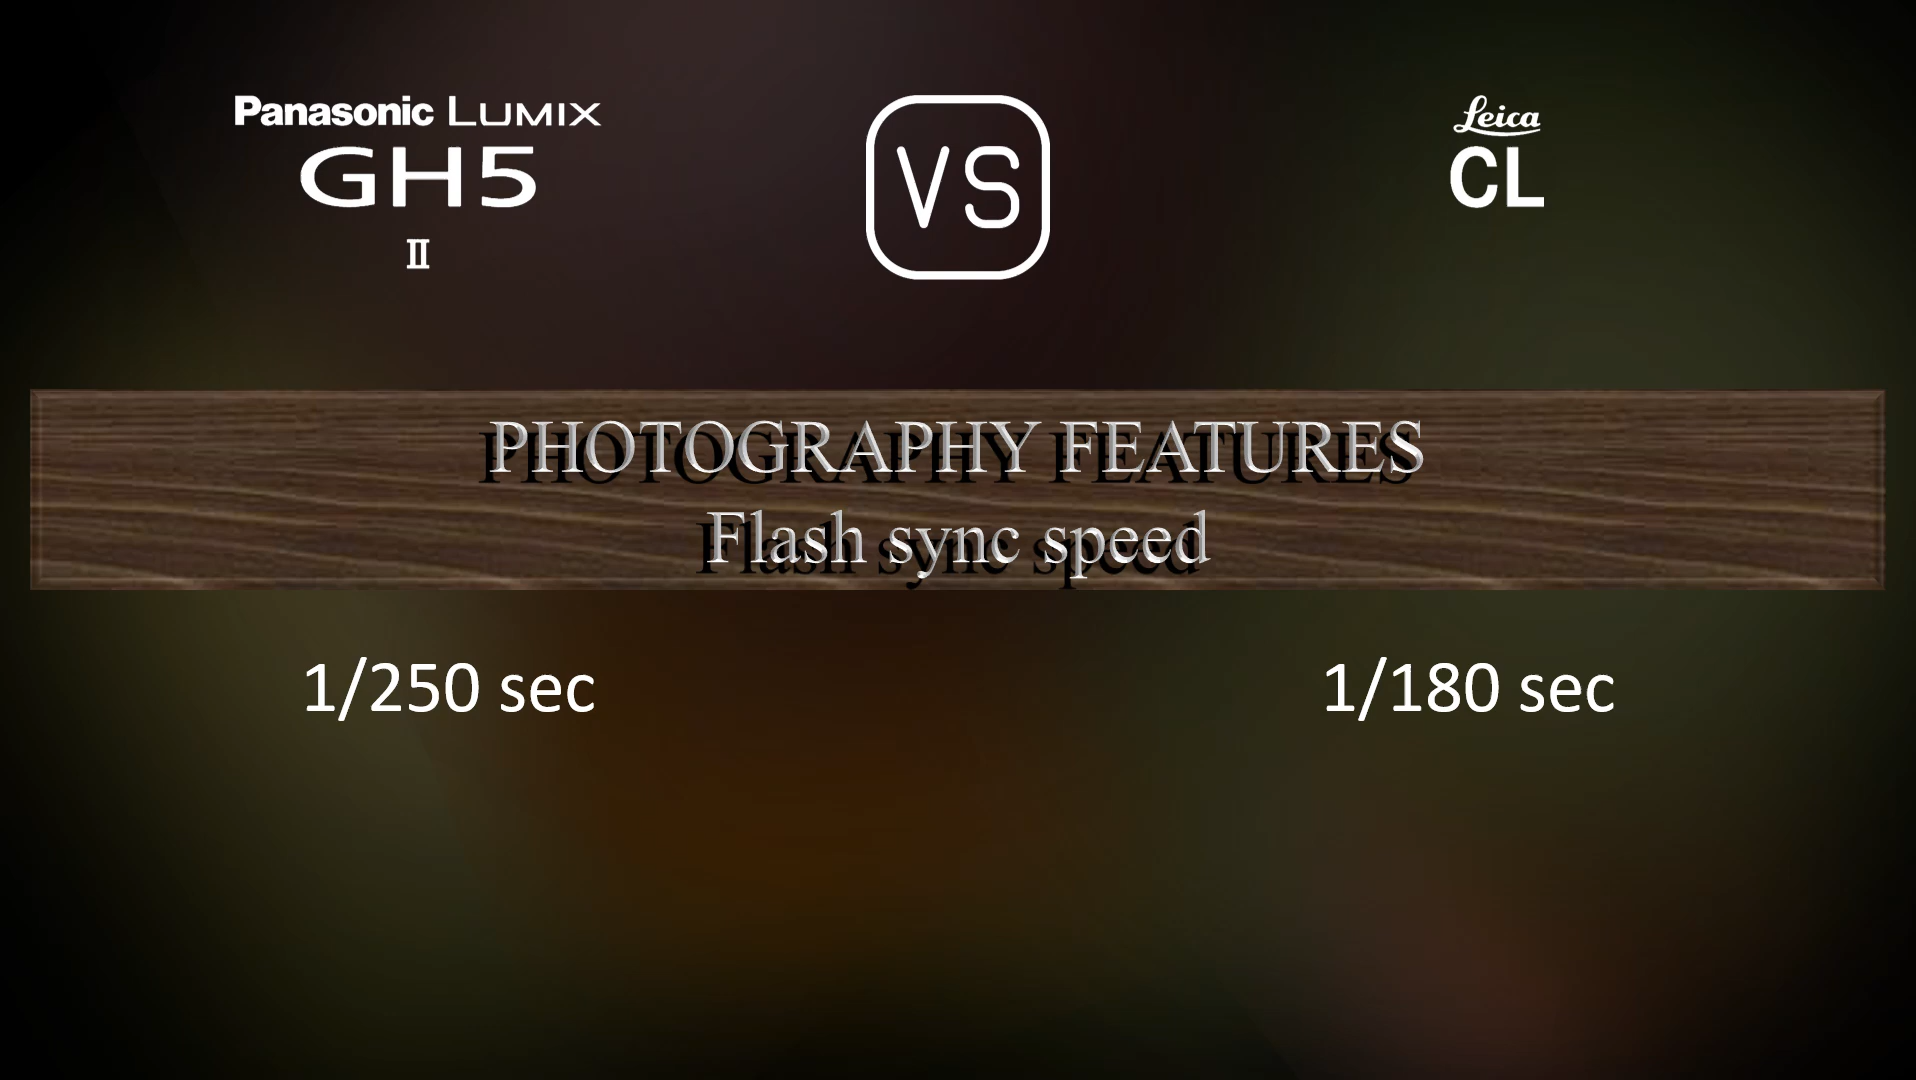 Panasonic LUMIX
GH5
II
VS
Leica
CL
PHOTOGRAPHY FEATURES
Flash sync speed
1/250 sec
1/180 sec